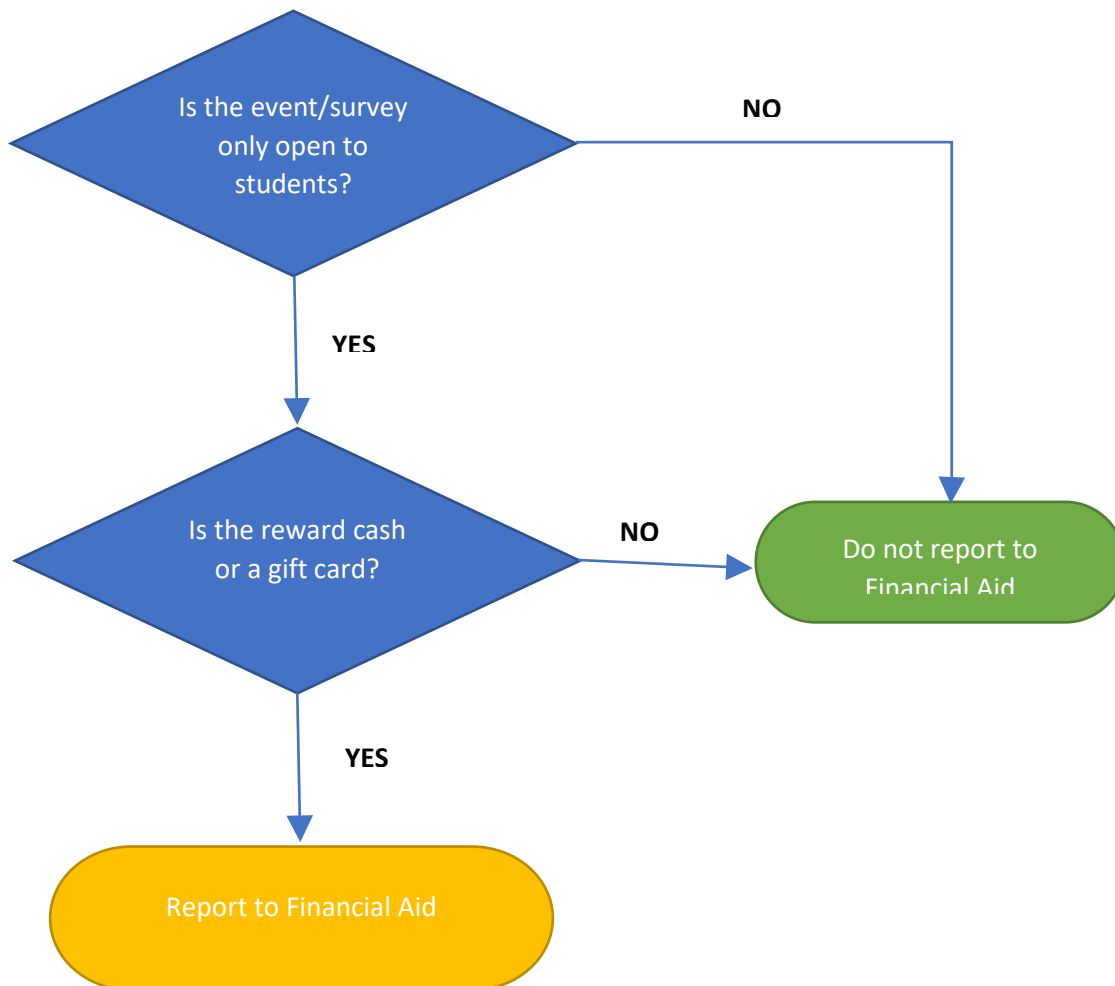 Is the event/survey
only open to
students?
NO
YES
Is the reward cash
or a gift card?
NO
Do not report to
Financial Aid
YES
Report to Financial Aid